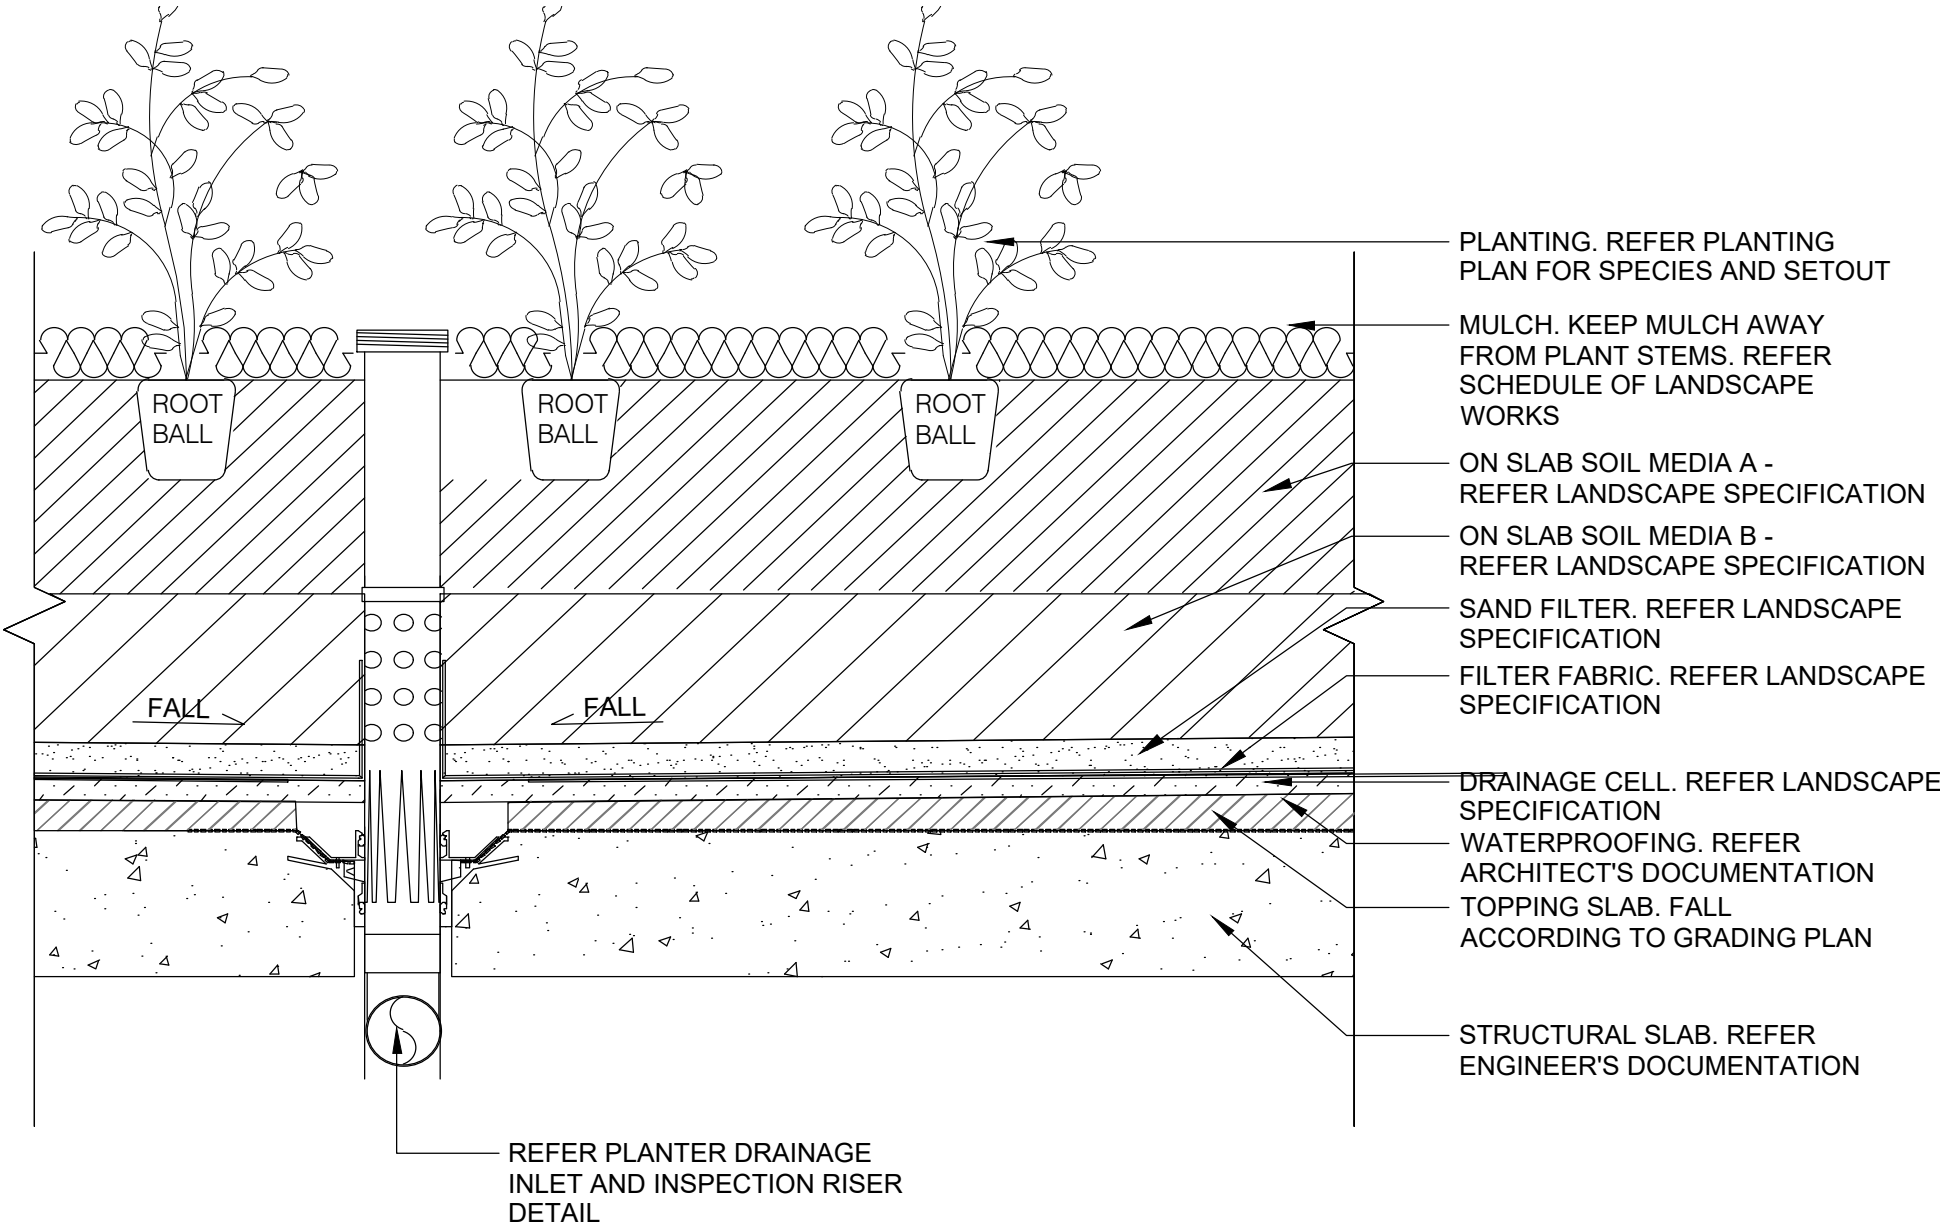 PLANTING. REFER PLANTING
PLAN FOR SPECIES AND SETOUT
MULCH. KEEP MULCH AWAY
FROM PLANT STEMS. REFER
SCHEDULE OF LANDSCAPE
WORKS
ROOT
BALL
ROOT
BALL
ROOT
BALL
ON SLAB SOIL MEDIA A -
REFER LANDSCAPE SPECIFICATION
ON SLAB SOIL MEDIA B -
REFER LANDSCAPE SPECIFICATION
SAND FILTER. REFER LANDSCAPE
SPECIFICATION
FILTER FABRIC. REFER LANDSCAPE
SPECIFICATION
FALL
FALL
DRAINAGE CELL. REFER LANDSCAPE
SPECIFICATION
WATERPROOFING. REFER
ARCHITECT'S DOCUMENTATION
TOPPING SLAB. FALL
ACCORDING TO GRADING PLAN
STRUCTURAL SLAB. REFER
ENGINEER'S DOCUMENTATION
REFER PLANTER DRAINAGE
INLET AND INSPECTION RISER
DETAIL